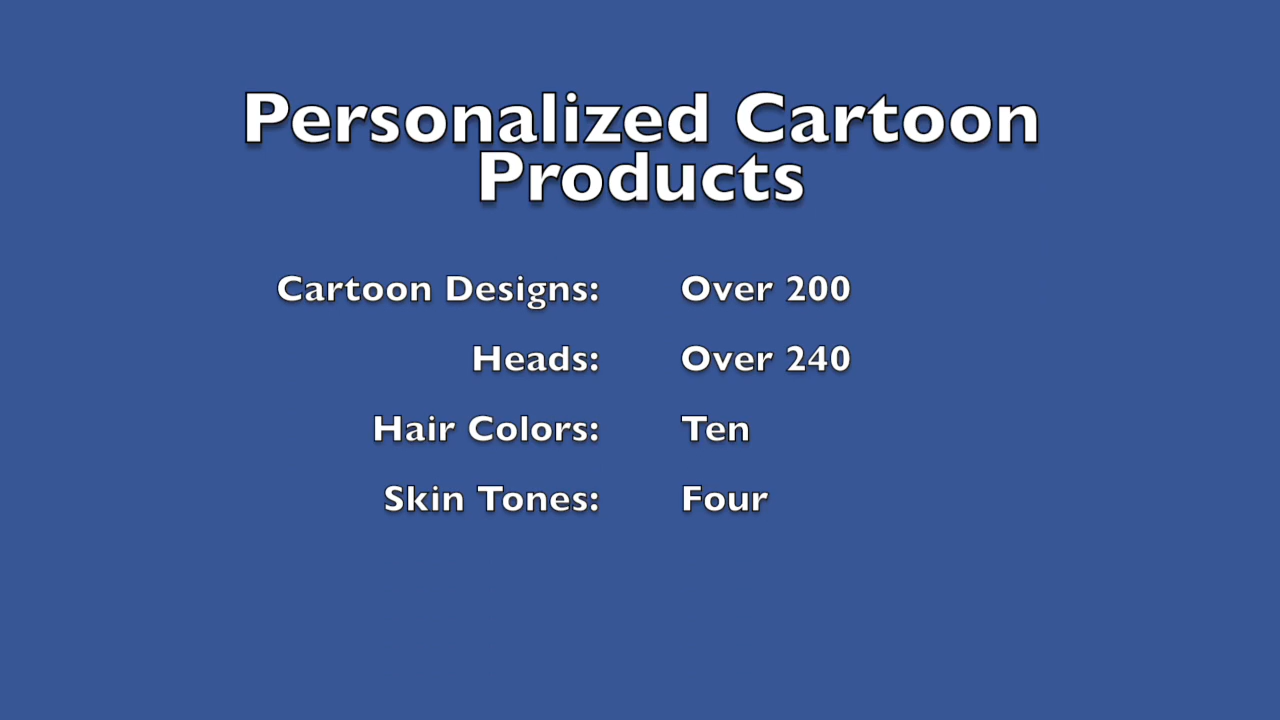 Personalized Cartoon
Products
Cartoon Designs: Over 200
Heads: Over 240
Hair Colors: Ten
Skin Tones: Four